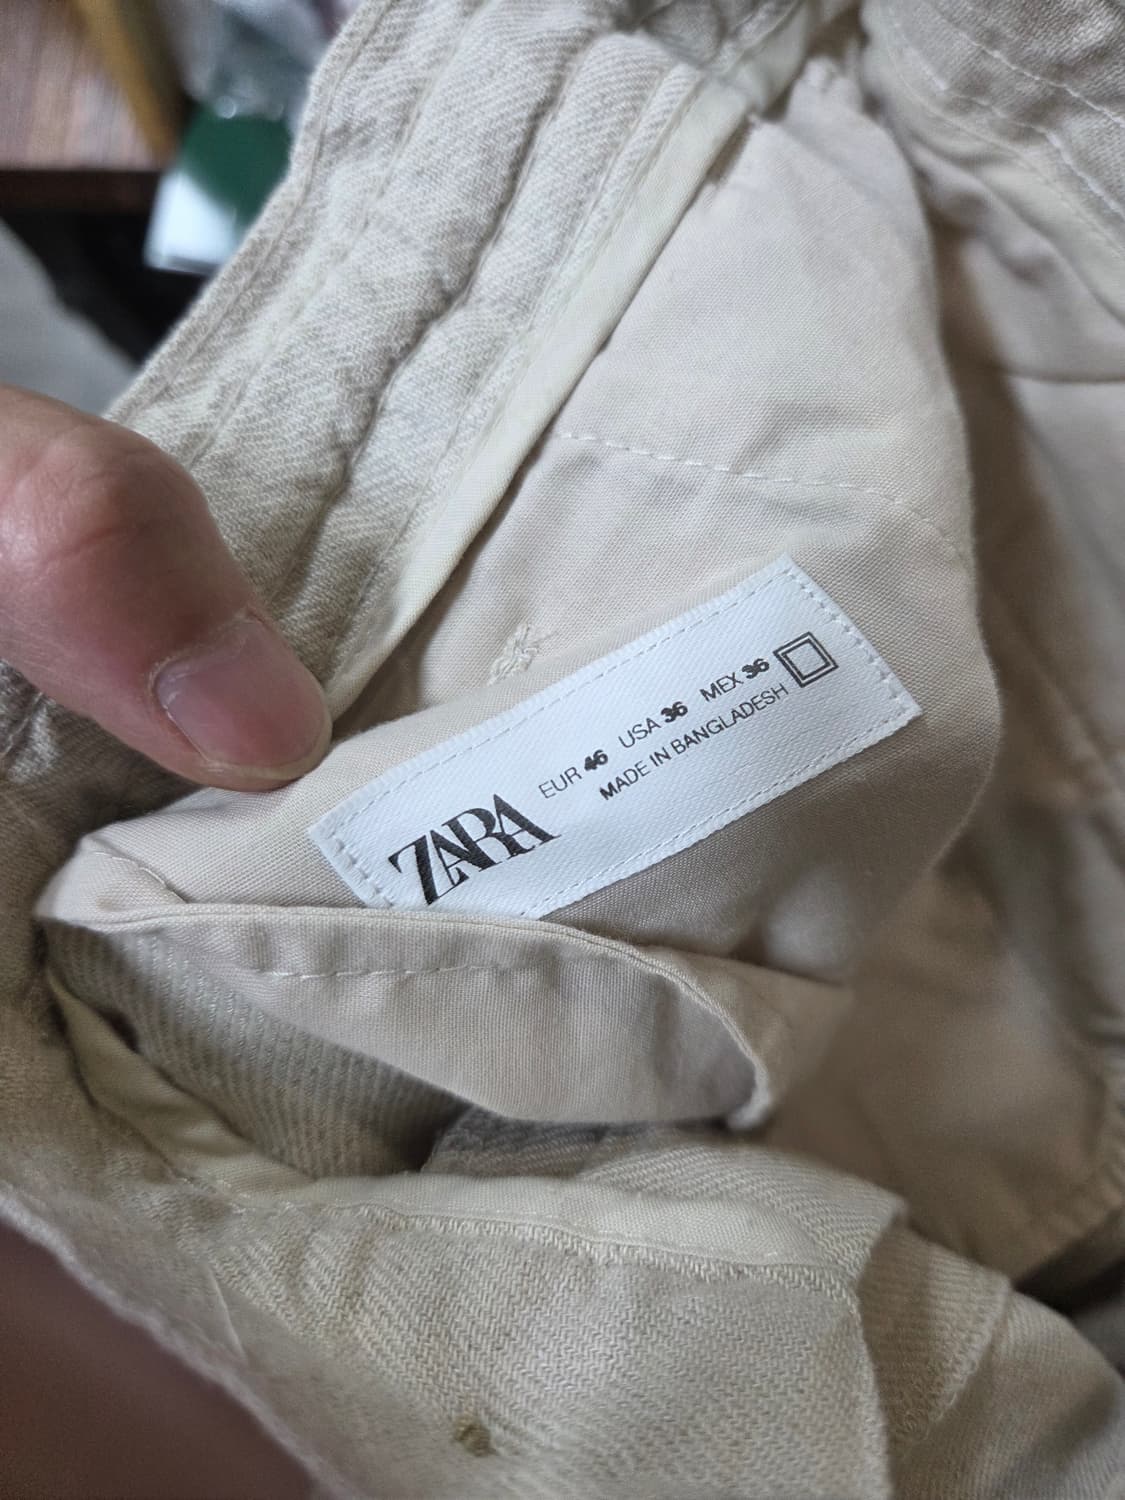 ZARA
EUR 46 USA 36 MEX 36
MADE IN BANGLADESH